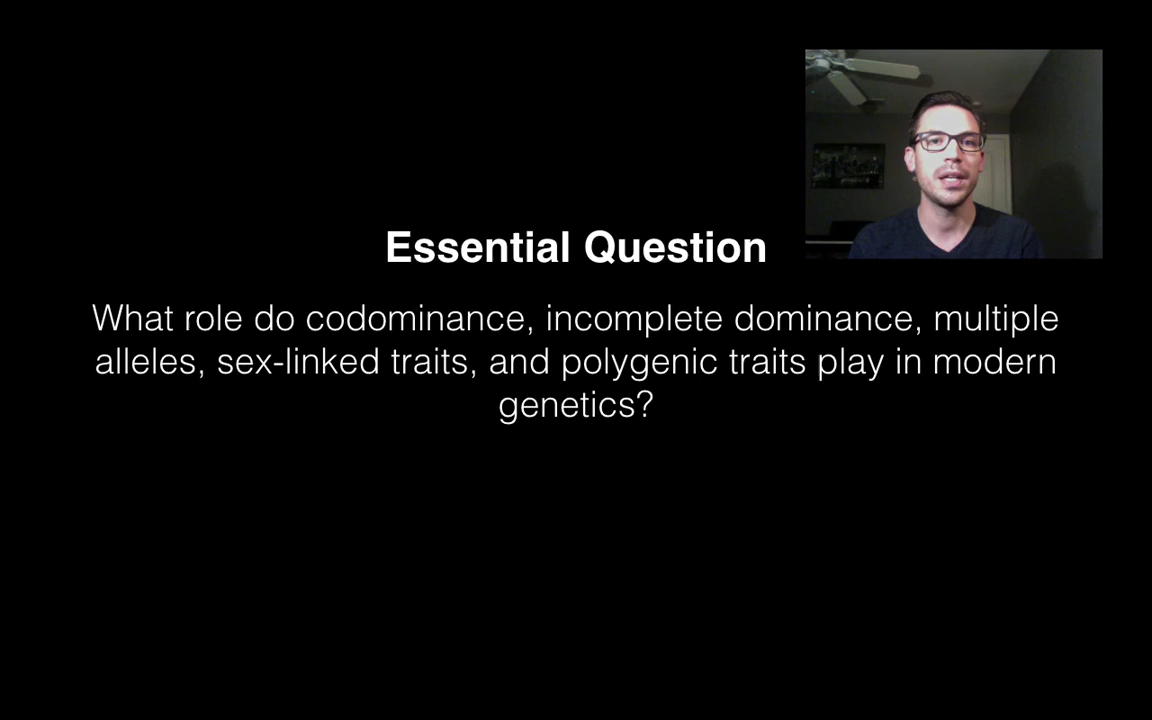 Essential Question
What role do codominance, incomplete dominance, multiple
alleles, sex-linked traits, and polygenic traits play in modern
genetics?